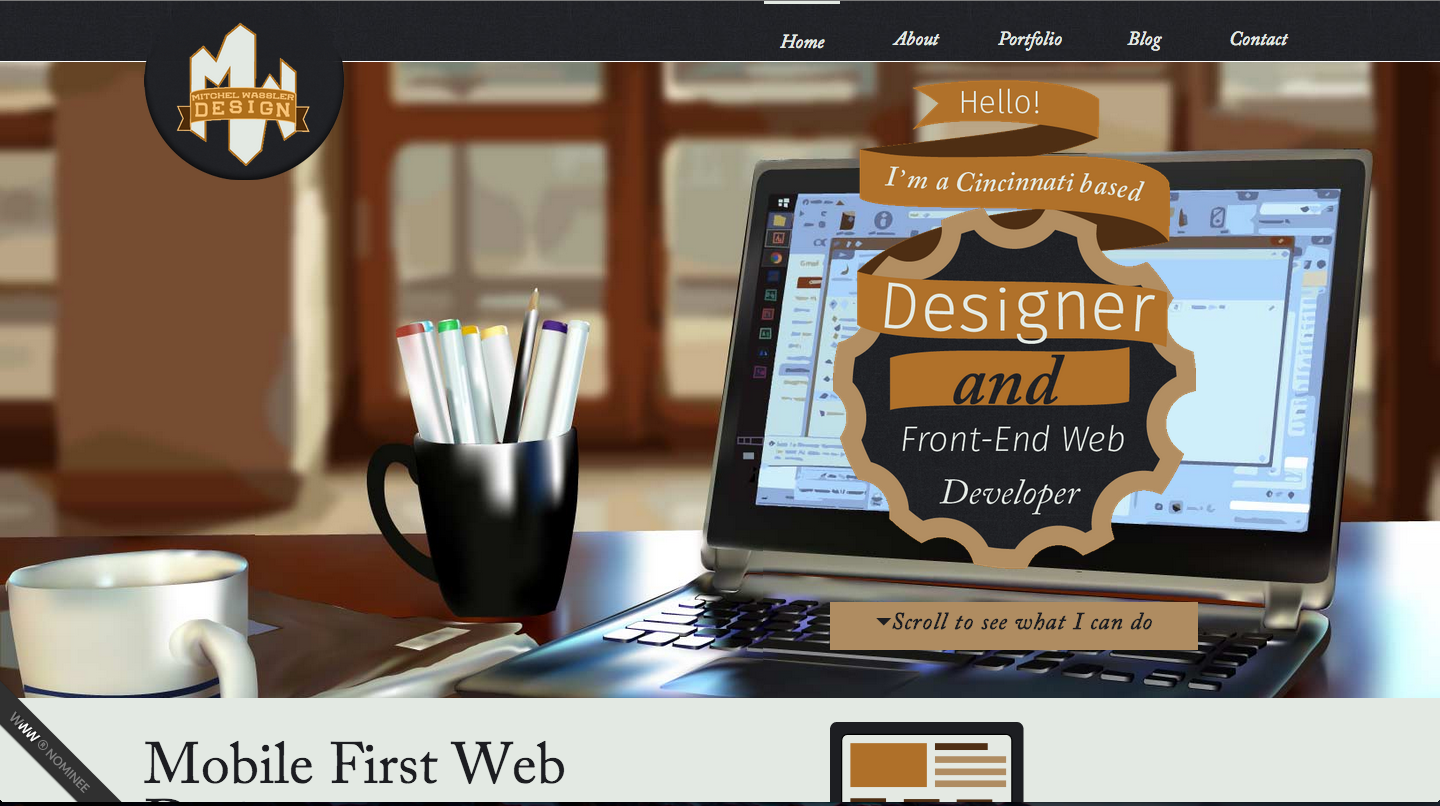 Home About Portfolio Blog Contact
MITCHEL WASSLER
DESIGN
Hello!
I'm a Cincinnati based
Designer
and
Front-End Web
Developer
Scroll to see what I can do
W.W.W. ® NOMINEE
Mobile First Web